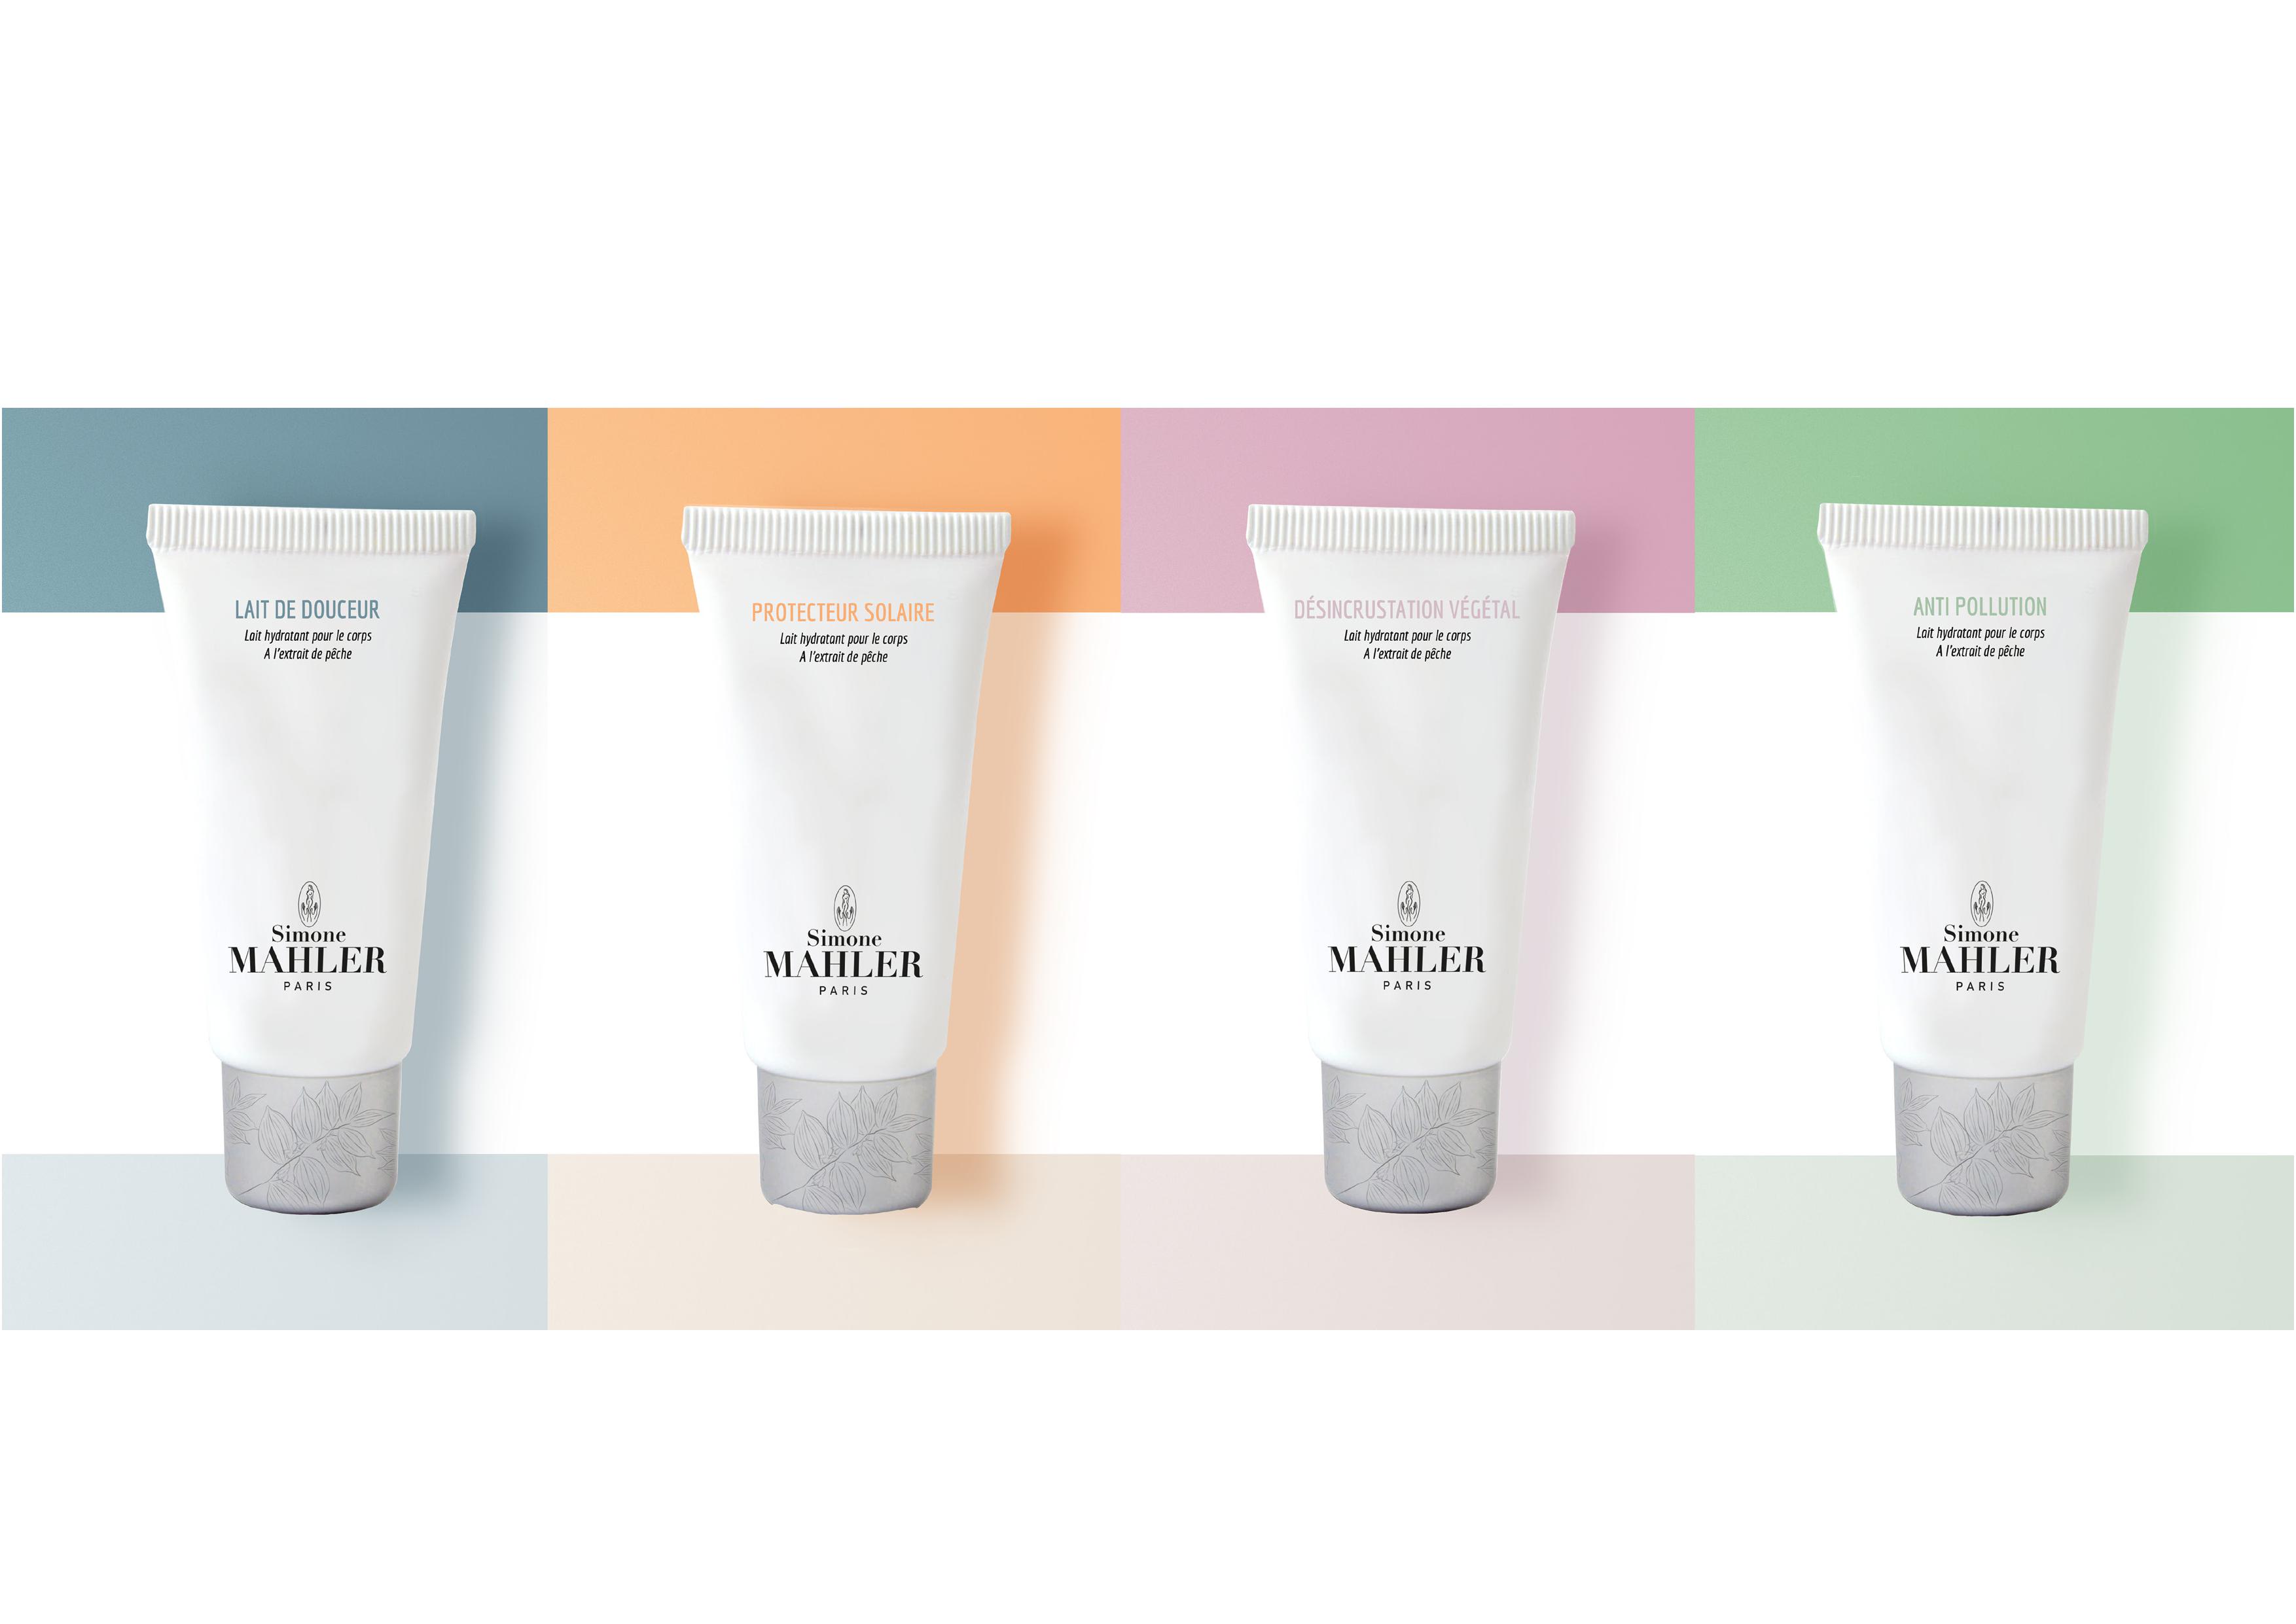 LAIT DE DOUCEUR
Lait hydratant pour le corps
A l'extrait de pêche
Simone
MAHLER
PARIS
PROTECTEUR SOLAIRE
Lait hydratant pour le corps
A l'extrait de pêche
Simone
MAHLER
PARIS
DÉSINCRUSTATION VÉGÉTAL
Lait hydratant pour le corps
A l'extrait de pêche
Simone
MAHLER
PARIS
ANTI POLLUTION
Lait hydratant pour le corps
A l'extrait de pêche
Simone
MAHLER
PARIS